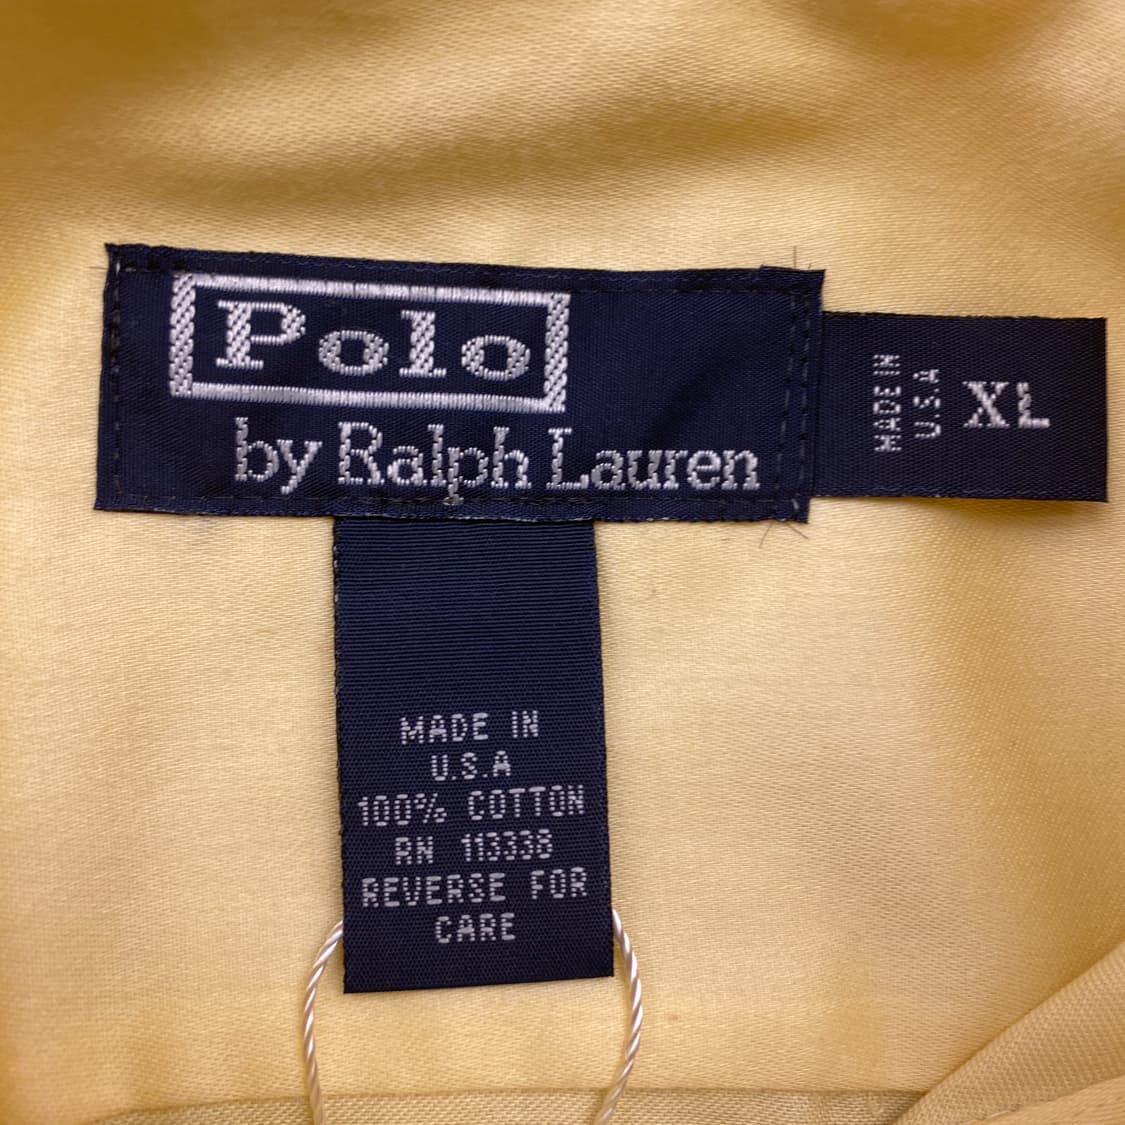 Polo
by Ralph Lauren
MADE IN
U.S.A
XL
MADE IN
U.S.A
100% COTTON
RN 113338
REVERSE FOR
CARE